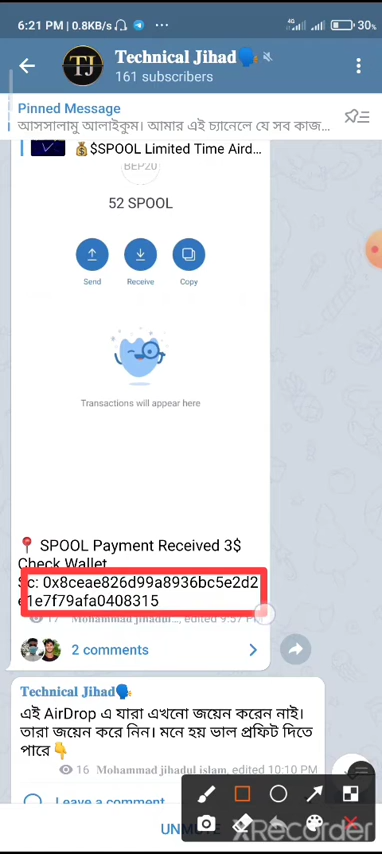 6:21 PM | 0.8KB/s
4G
30%
Technical Jihad🗣
161 subscribers
Pinned Message
আসসালামু আলাইকুম। আমার এই চ্যানেলে যে সব কাজ...
💰$SPOOL Limited Time Aird...
BEP20
52 SPOOL
Send Receive Copy
Transactions will appear here
📍 SPOOL Payment Received 3$
Check Wallet
Sc: 0x8ceae826d99a8936bc5e2d2
e1e7f79afa0408315
17 Mohammad jihadul..., edited 9:57 PM
2 comments
Technical Jihad🗣
এই AirDrop এ যারা এখনো জয়েন করেন নাই।
তারা জয়েন করে নিন। মনে হয় ভাল প্রফিট দিতে
পারে👇
16 Mohammad jihadul islam, edited 10:10 PM
Leave a comment
UNMUTE
XRecorder